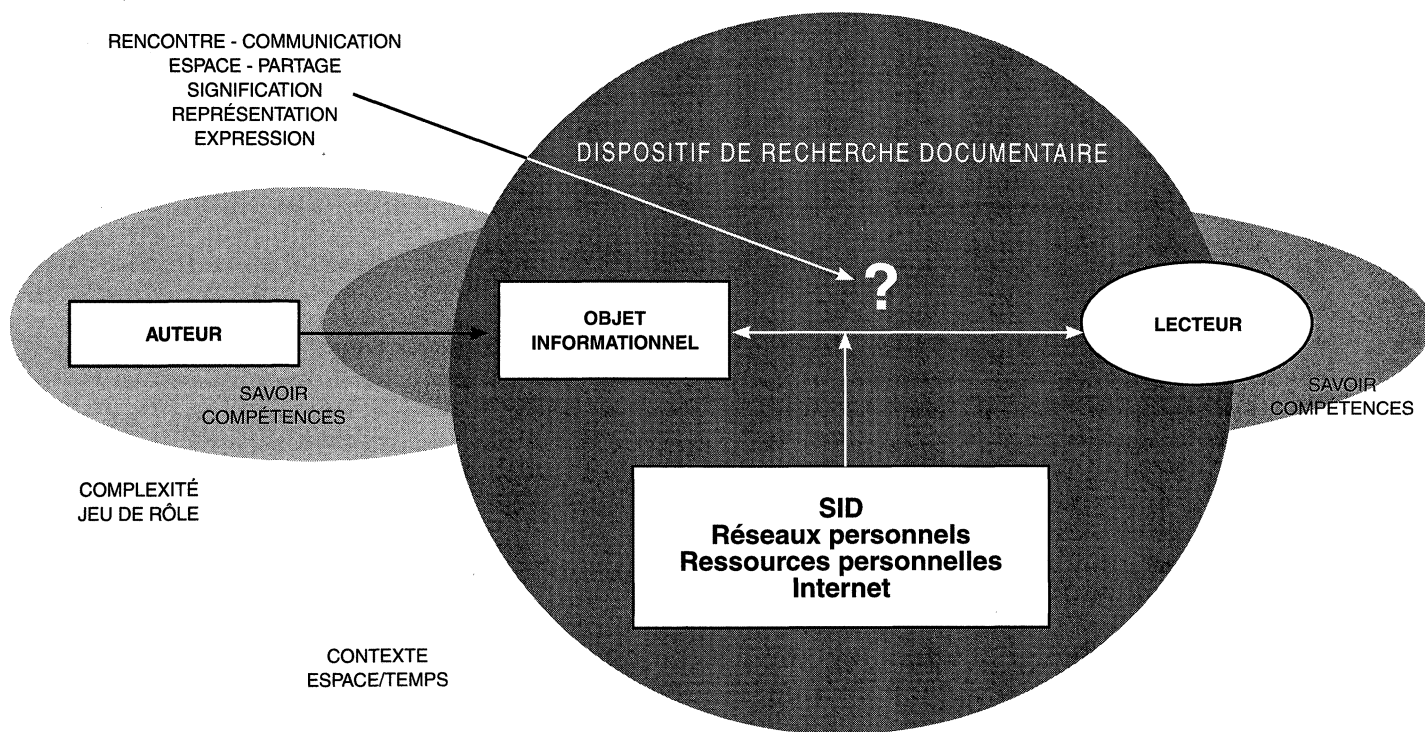 RENCONTRE - COMMUNICATION
ESPACE - PARTAGE
SIGNIFICATION
REPRÉSENTATION
EXPRESSION
DISPOSITIF DE RECHERCHE DOCUMENTAIRE
?
AUTEUR
OBJET
INFORMATIONNEL
LECTEUR
SAVOIR
COMPÉTENCES
SAVOIR
COMPÉTENCES
COMPLEXITÉ
JEU DE RÔLE
SID
Réseaux personnels
Ressources personnelles
Internet
CONTEXTE
ESPACE/TEMPS